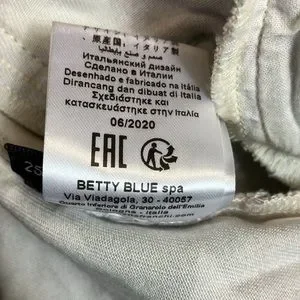 原産国:イタリア製
Итальянский дизайн
Сделано в Италии
Desenhado e fabricado na Itália
Dirancang dan dibuat di Italia
Σχεδιάστηκε και
κατασκευάστηκε στην Ιταλία
06/2020
EAC
BETTY BLUE spa
Via Viadagola, 30 - 40057
Quarto Inferiore di Granarolo dell'Emilia
Bologna - Italia